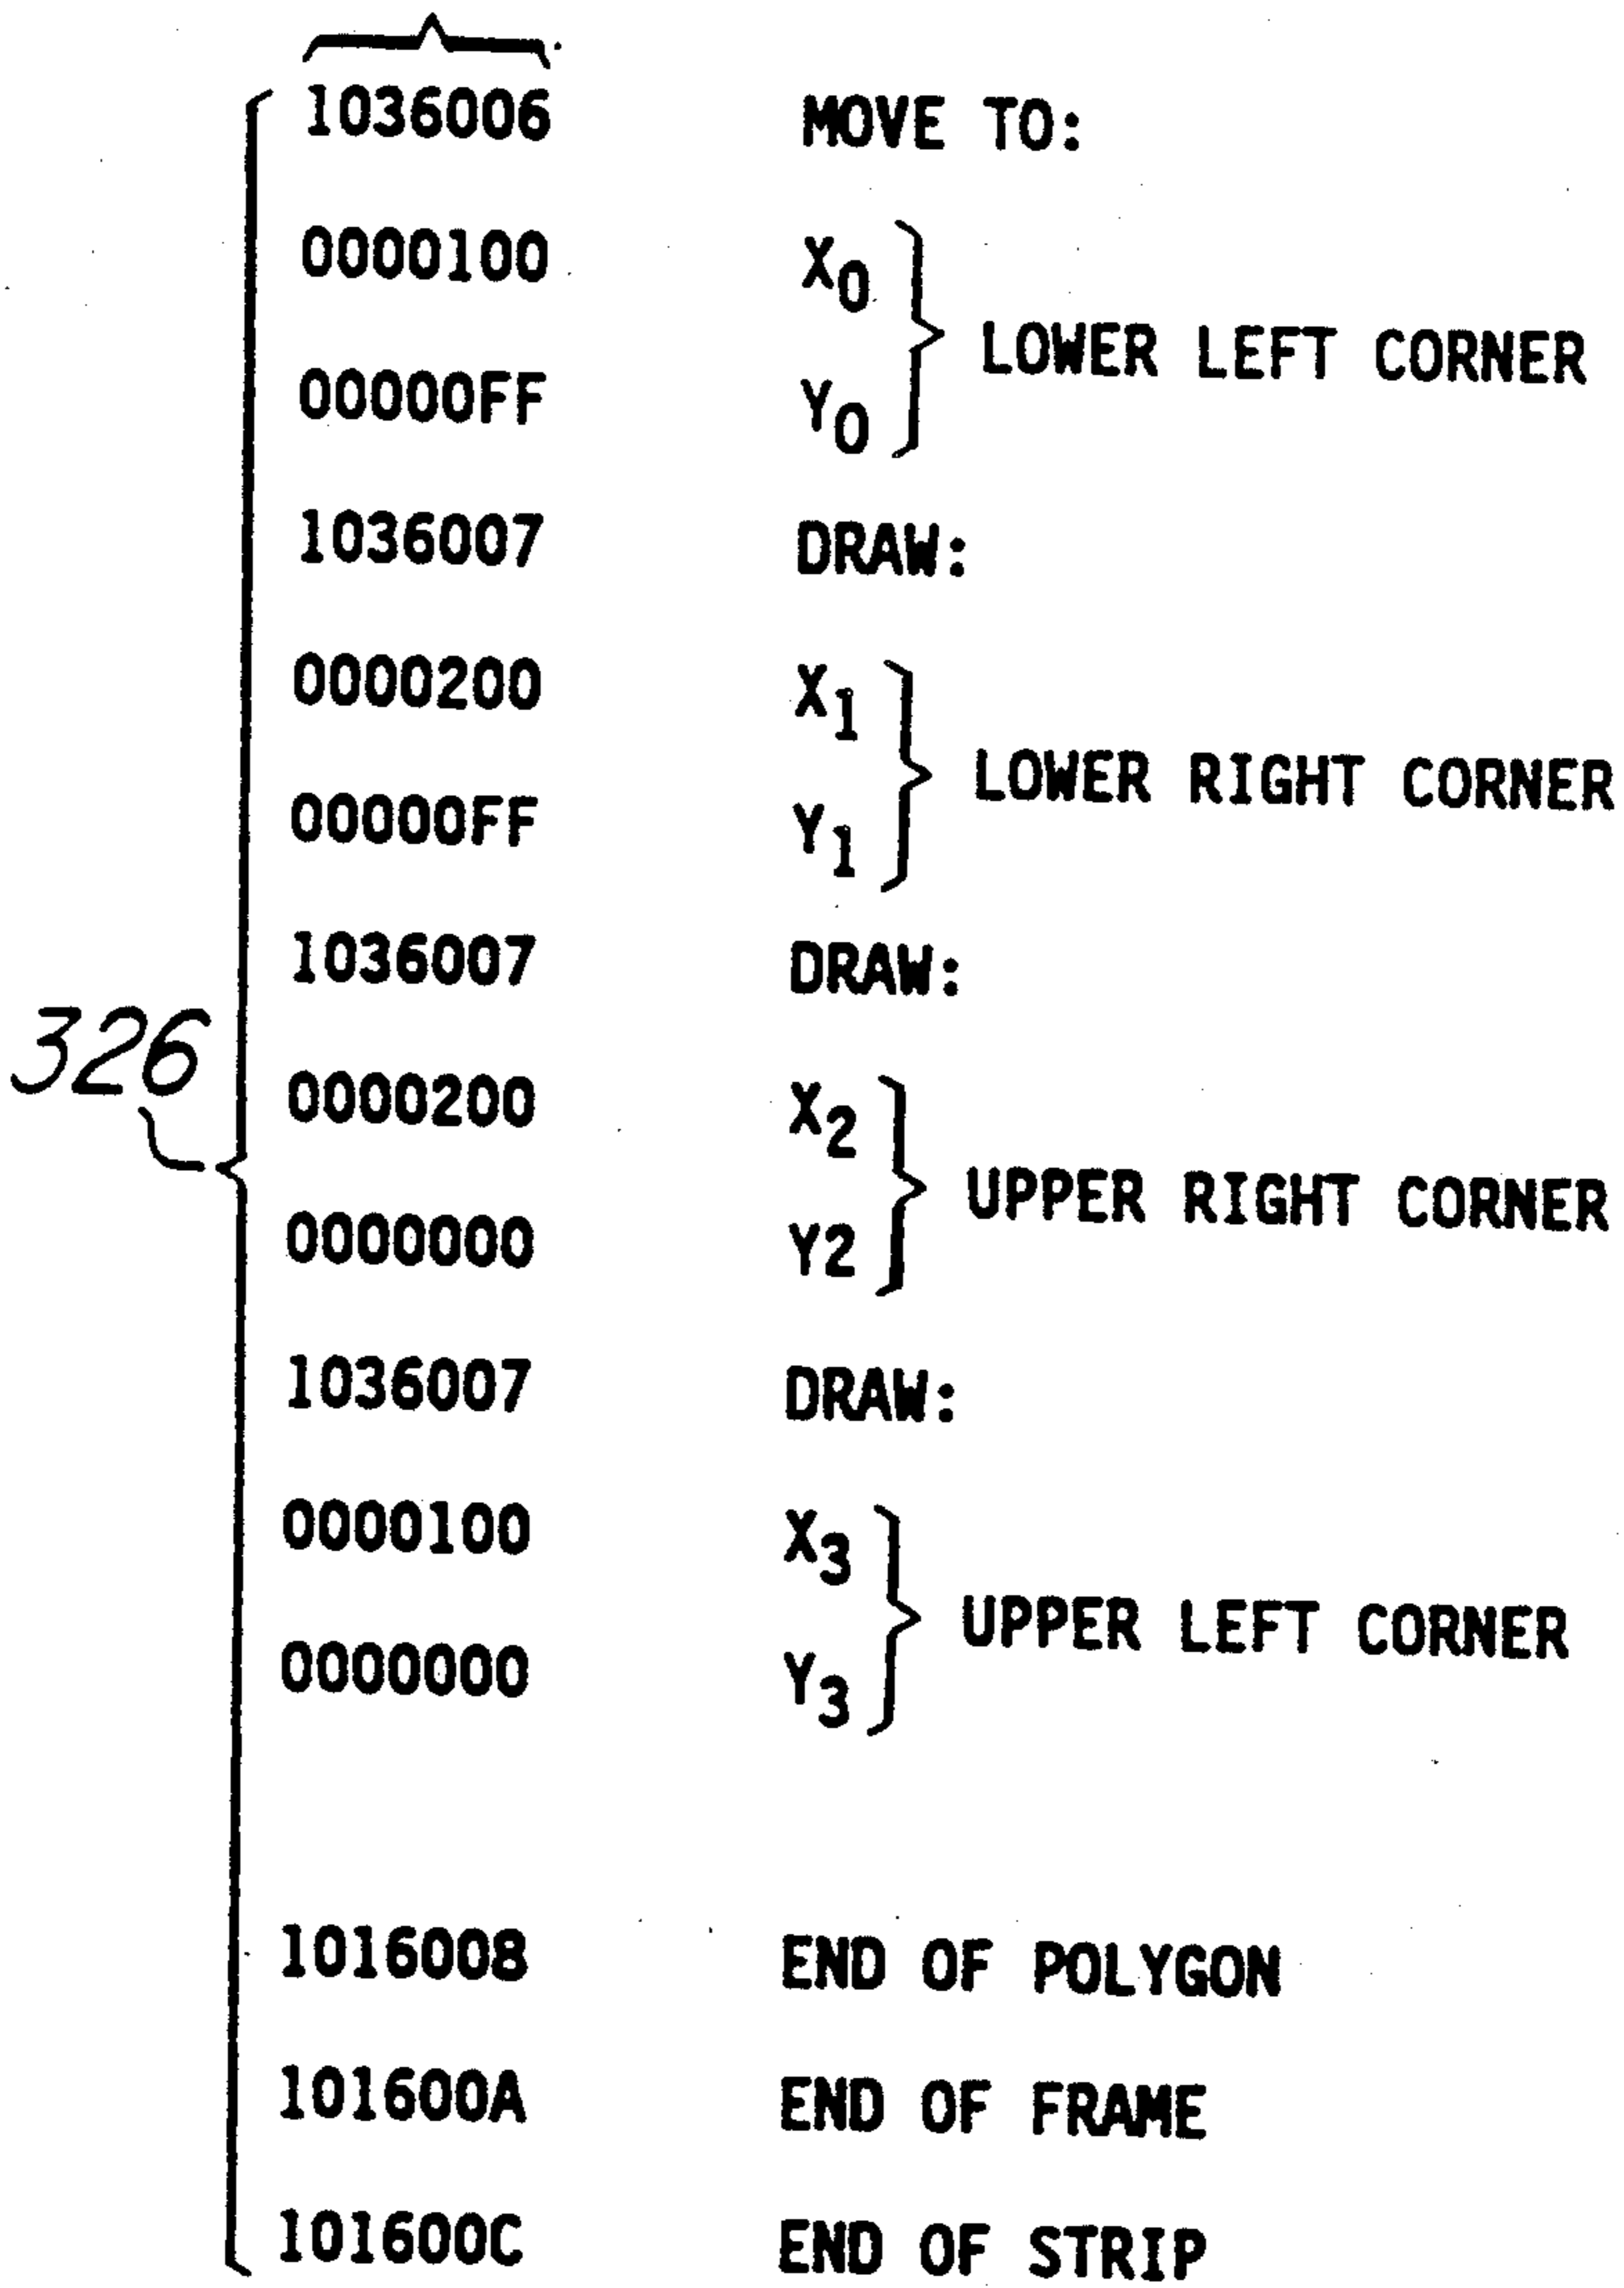 1036006 MOVE TO:
0000100 X0
LOWER LEFT CORNER
00000FF Y0
1036007 DRAW:
0000200 X1
LOWER RIGHT CORNER
00000FF Y1
1036007 DRAW:
326
0000200 X2
UPPER RIGHT CORNER
0000000 Y2
1036007 DRAW:
0000100 X3
UPPER LEFT CORNER
0000000 Y3
1016008 END OF POLYGON
101600A END OF FRAME
101600C END OF STRIP